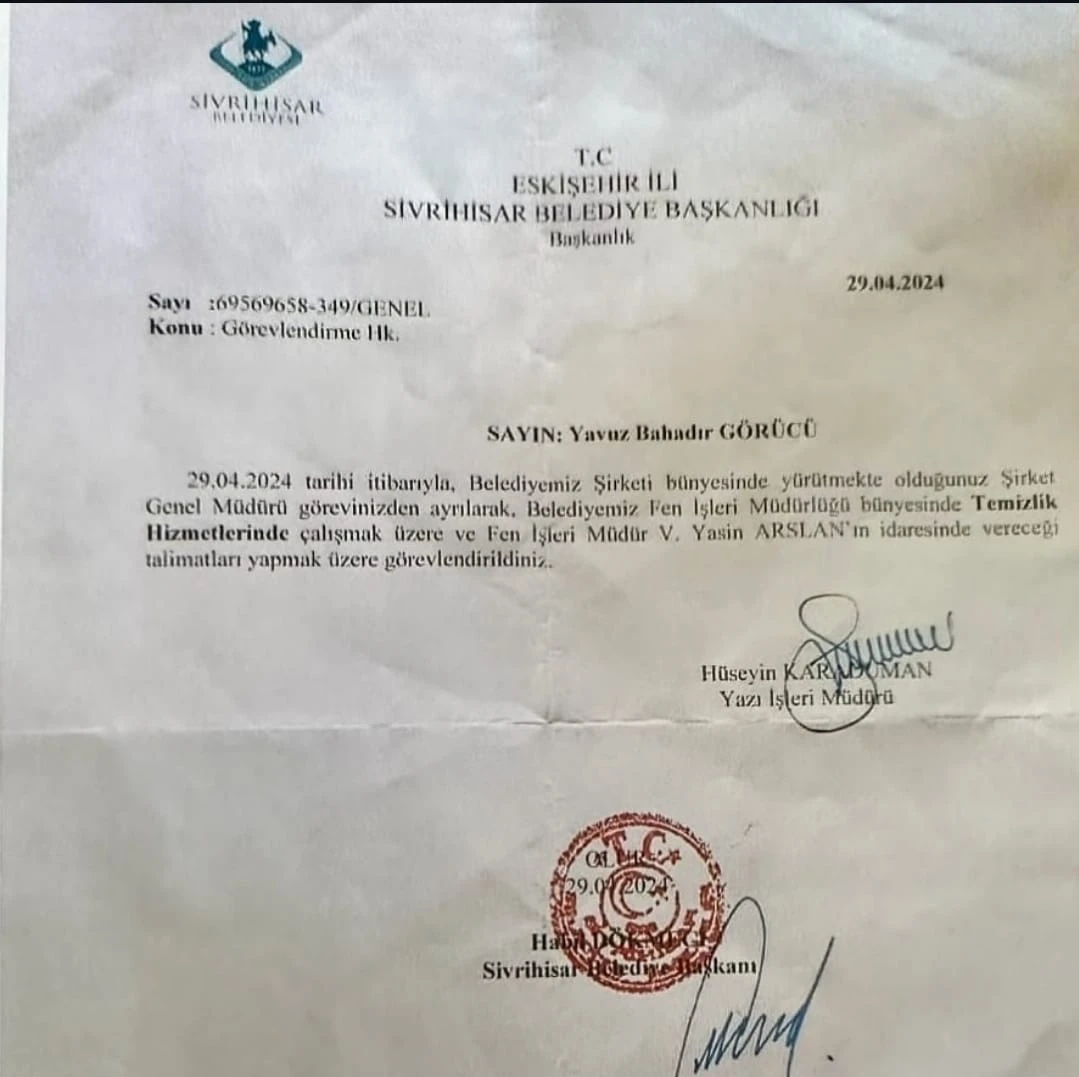 SİVRİHİSAR
BELEDİYESİ
T.C
ESKİŞEHİR İLİ
SİVRİHİSAR BELEDİYE BAŞKANLIĞI
Başkanlık
29.04.2024
Sayı :69569658-349/GENEL
Konu : Görevlendirme Hk.
SAYIN: Yavuz Bahadır GÖRÜCÜ
29.04.2024 tarihi itibarıyla, Belediyemiz Şirketi bünyesinde yürütmekte olduğunuz Şirket
Genel Müdürü görevinizden ayrılarak, Belediyemiz Fen İşleri Müdürlüğü bünyesinde Temizlik
Hizmetlerinde çalışmak üzere ve Fen İşleri Müdür V. Yasin ARSLAN'ın idaresinde vereceği
talimatları yapmak üzere görevlendirildiniz.
Hüseyin KARADUMAN
Yazı İşleri Müdürü
T.C.
OLUR
29.04.2024
Habil DÖKMECİ
Sivrihisar Belediye Başkanı